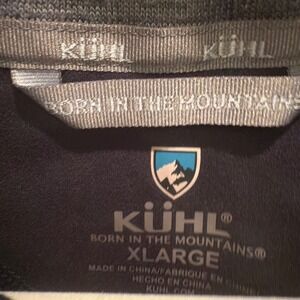 KÜHL KÜHL
BORN IN THE MOUNTAINS
KÜHL®
BORN IN THE MOUNTAINS®
XLARGE
MADE IN CHINA/FABRIQUÉ EN CHINE/
HECHO EN CHINA
KUHL.COM